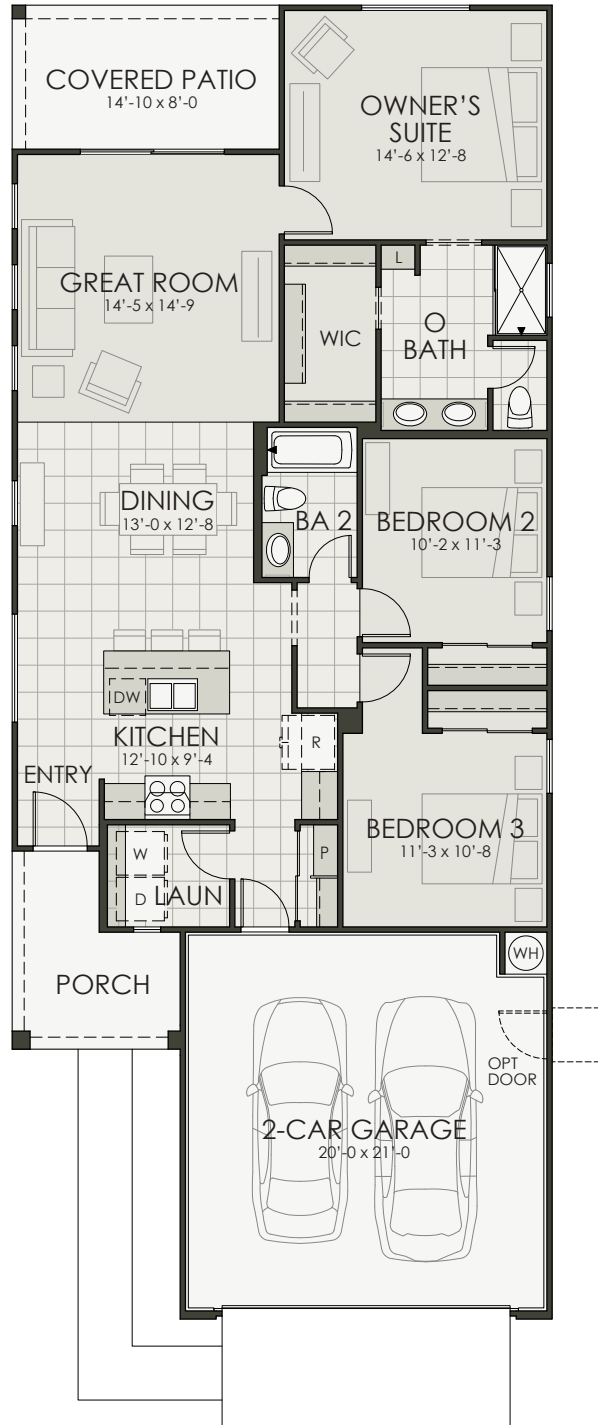 COVERED PATIO
14'-10 x 8'-0
OWNER'S
SUITE
14'-6 x 12'-8
GREAT ROOM
14'-5 x 14'-9
WIC
L
O
BATH
DINING
13'-0 x 12'-8
BA 2
BEDROOM 2
10'-2 x 11'-3
DW
KITCHEN
12'-10 x 9'-4
R
ENTRY
BEDROOM 3
11'-3 x 10'-8
W
D
LAUN
P
PORCH
WH
OPT
DOOR
2-CAR GARAGE
20'-0 x 21'-0